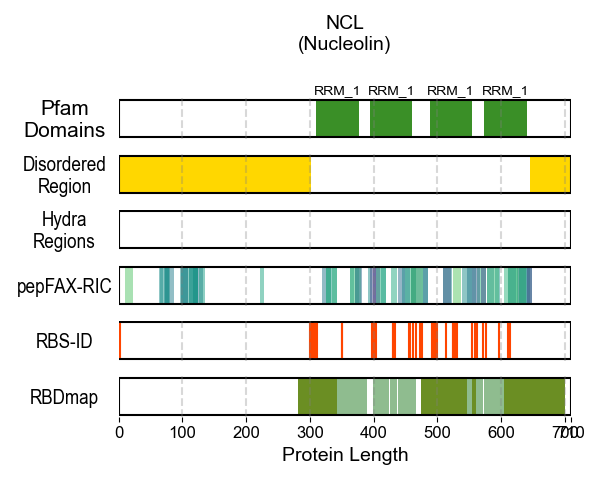 NCL
(Nucleolin)
RRM_1 RRM_1 RRM_1 RRM_1
Pfam
Domains
Disordered
Region
Hydra
Regions
pepFAX-RIC
RBS-ID
RBDmap
0 100 200 300 400 500 600 700 710
Protein Length